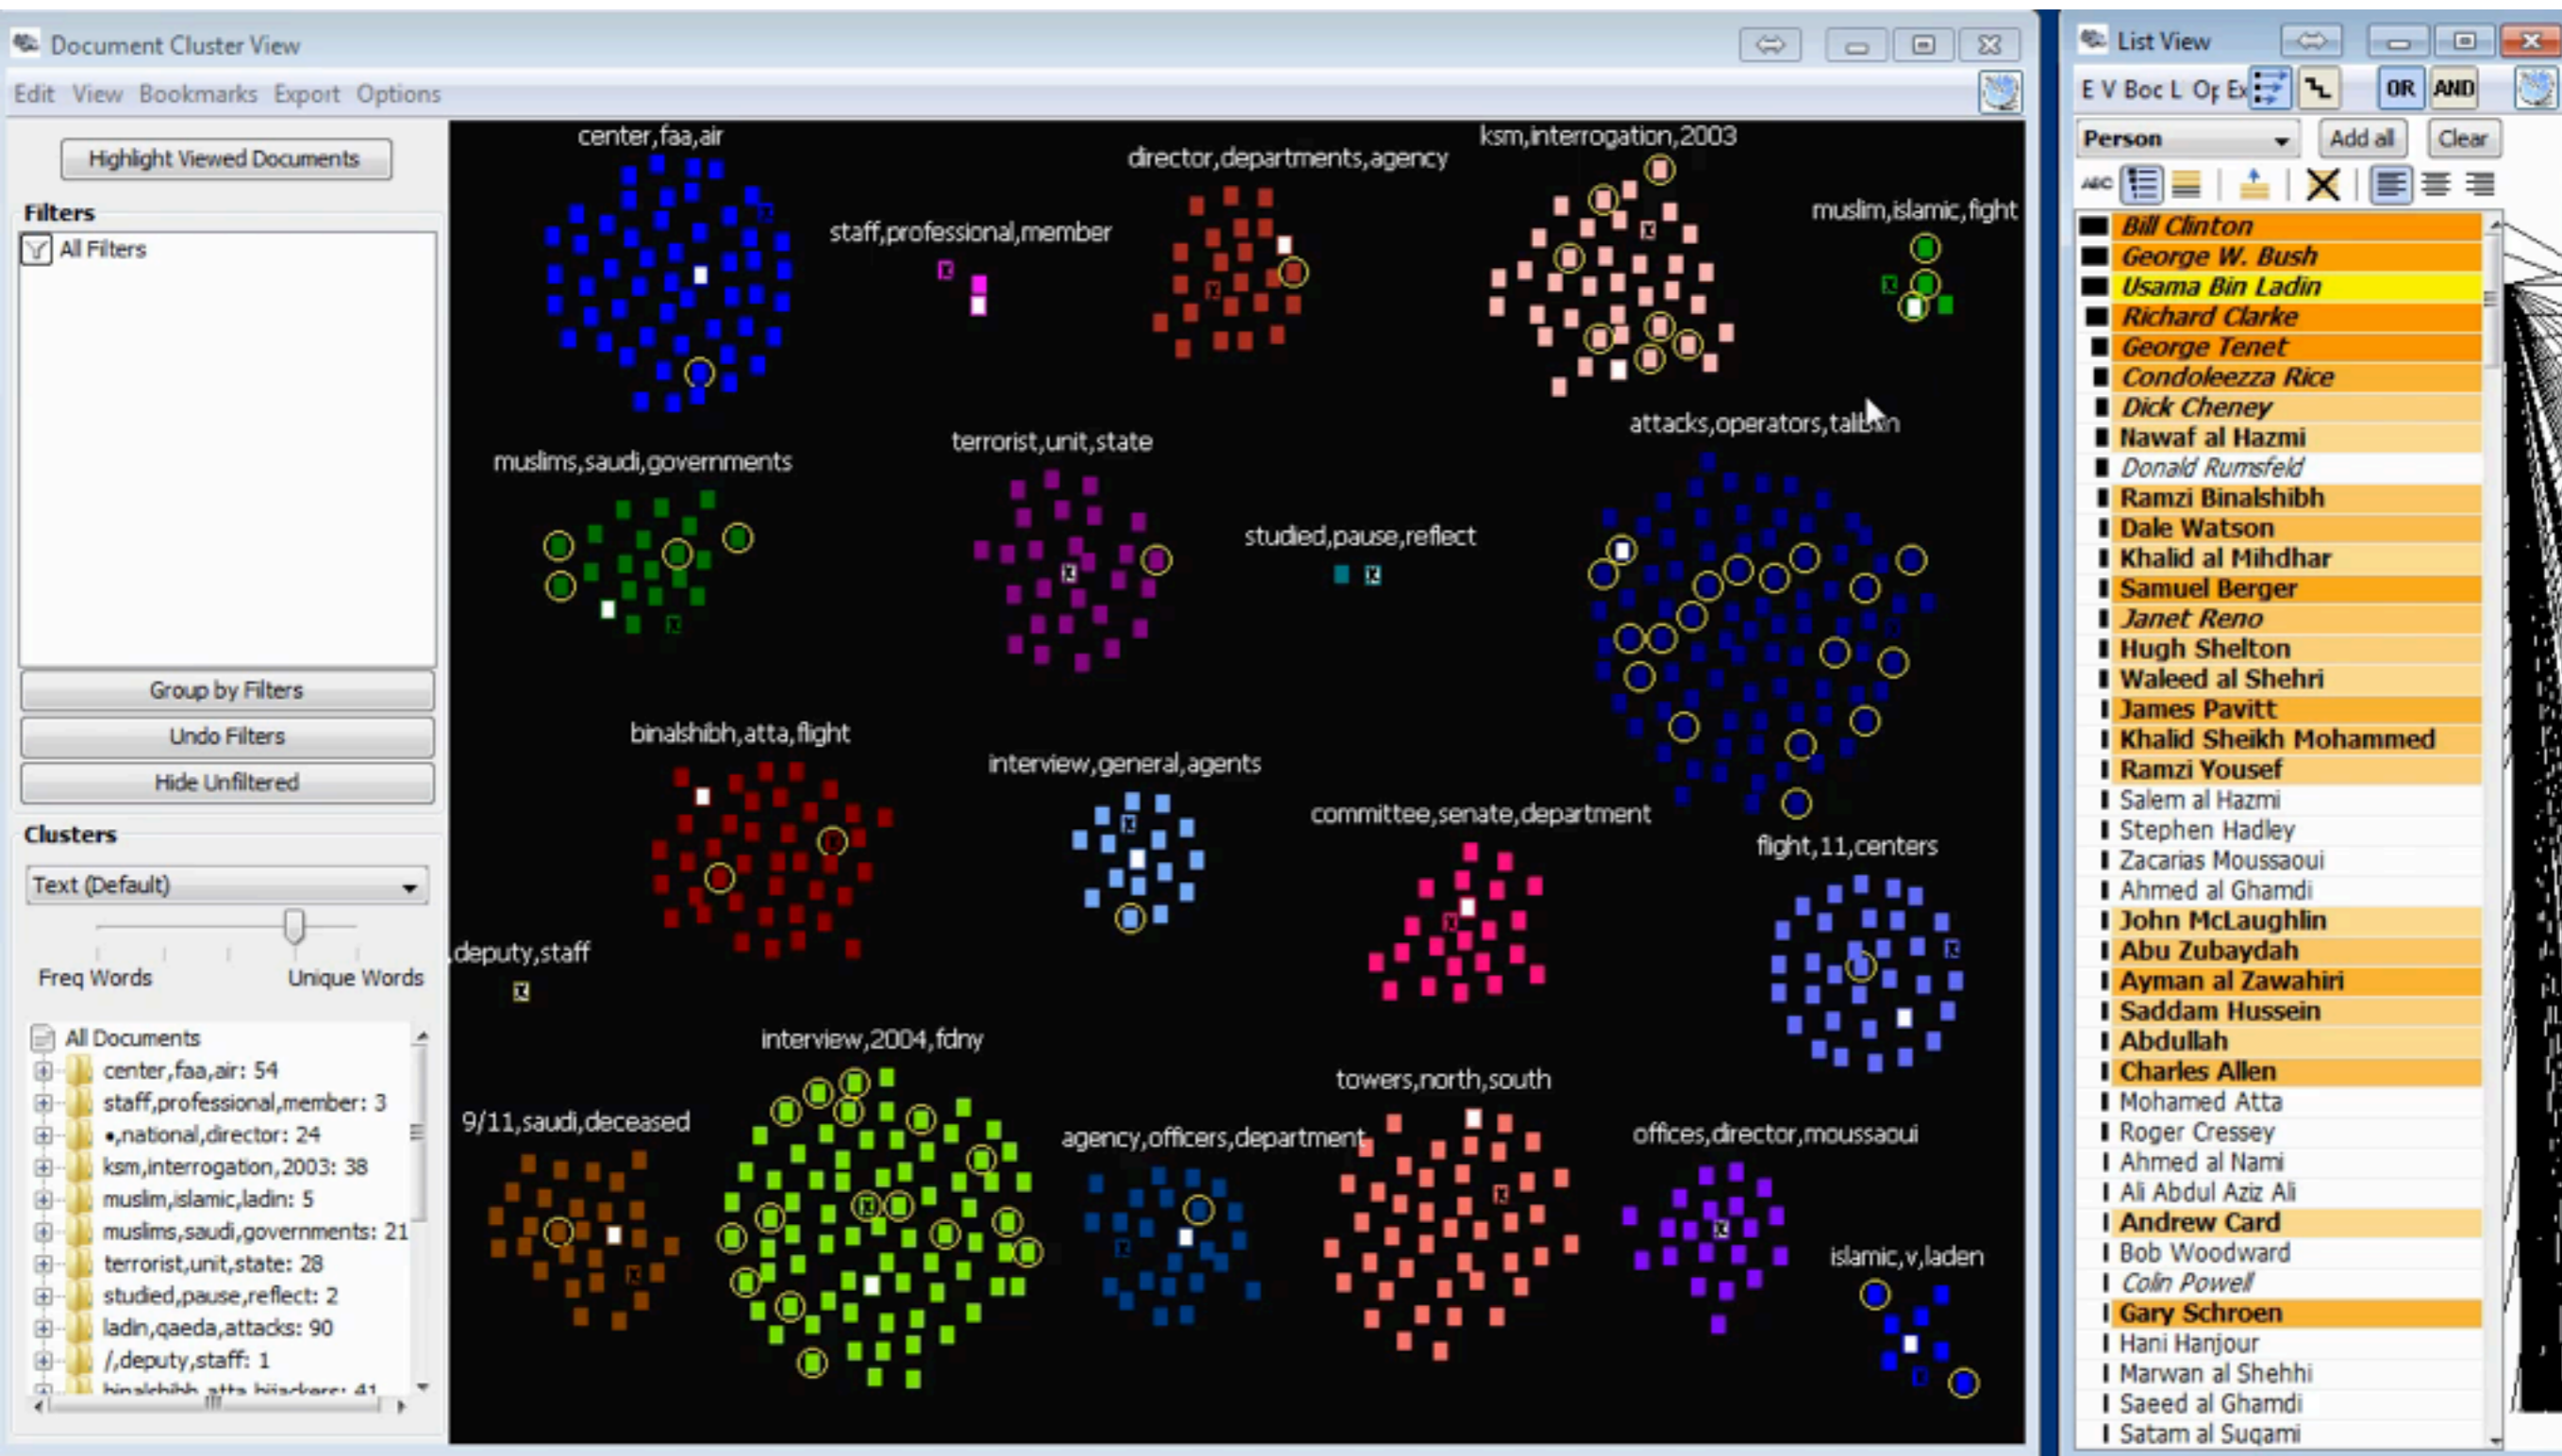 Document Cluster View
Edit View Bookmarks Export Options
Highlight Viewed Documents
Filters
All Filters
Group by Filters
Undo Filters
Hide Unfiltered
Clusters
Text (Default)
Freq Words Unique Words
All Documents
center,faa,air: 54
staff,professional,member: 3
•,national,director: 24
ksm,interrogation,2003: 38
muslim,islamic,ladin: 5
muslims,saudi,governments: 21
terrorist,unit,state: 28
studied,pause,reflect: 2
ladin,qaeda,attacks: 90
/,deputy,staff: 1
binalshibh,atta,hijackers: 41
center,faa,air
director,departments,agency
ksm,interrogation,2003
staff,professional,member
muslim,islamic,fight
muslims,saudi,governments
terrorist,unit,state
attacks,operators,taliban
studied,pause,reflect
binalshibh,atta,flight
interview,general,agents
committee,senate,department
flight,11,centers
,deputy,staff
interview,2004,fdny
9/11,saudi,deceased
agency,officers,department
towers,north,south
offices,director,moussaoui
islamic,v,laden
List View
E V Boc L Op Ex OR AND
Person Add all Clear
ABC
Bill Clinton
George W. Bush
Usama Bin Ladin
Richard Clarke
George Tenet
Condoleezza Rice
Dick Cheney
Nawaf al Hazmi
Donald Rumsfeld
Ramzi Binalshibh
Dale Watson
Khalid al Mihdhar
Samuel Berger
Janet Reno
Hugh Shelton
Waleed al Shehri
James Pavitt
Khalid Sheikh Mohammed
Ramzi Yousef
Salem al Hazmi
Stephen Hadley
Zacarias Moussaoui
Ahmed al Ghamdi
John McLaughlin
Abu Zubaydah
Ayman al Zawahiri
Saddam Hussein
Abdullah
Charles Allen
Mohamed Atta
Roger Cressey
Ahmed al Nami
Ali Abdul Aziz Ali
Andrew Card
Bob Woodward
Colin Powell
Gary Schroen
Hani Hanjour
Marwan al Shehhi
Saeed al Ghamdi
Satam al Suqami